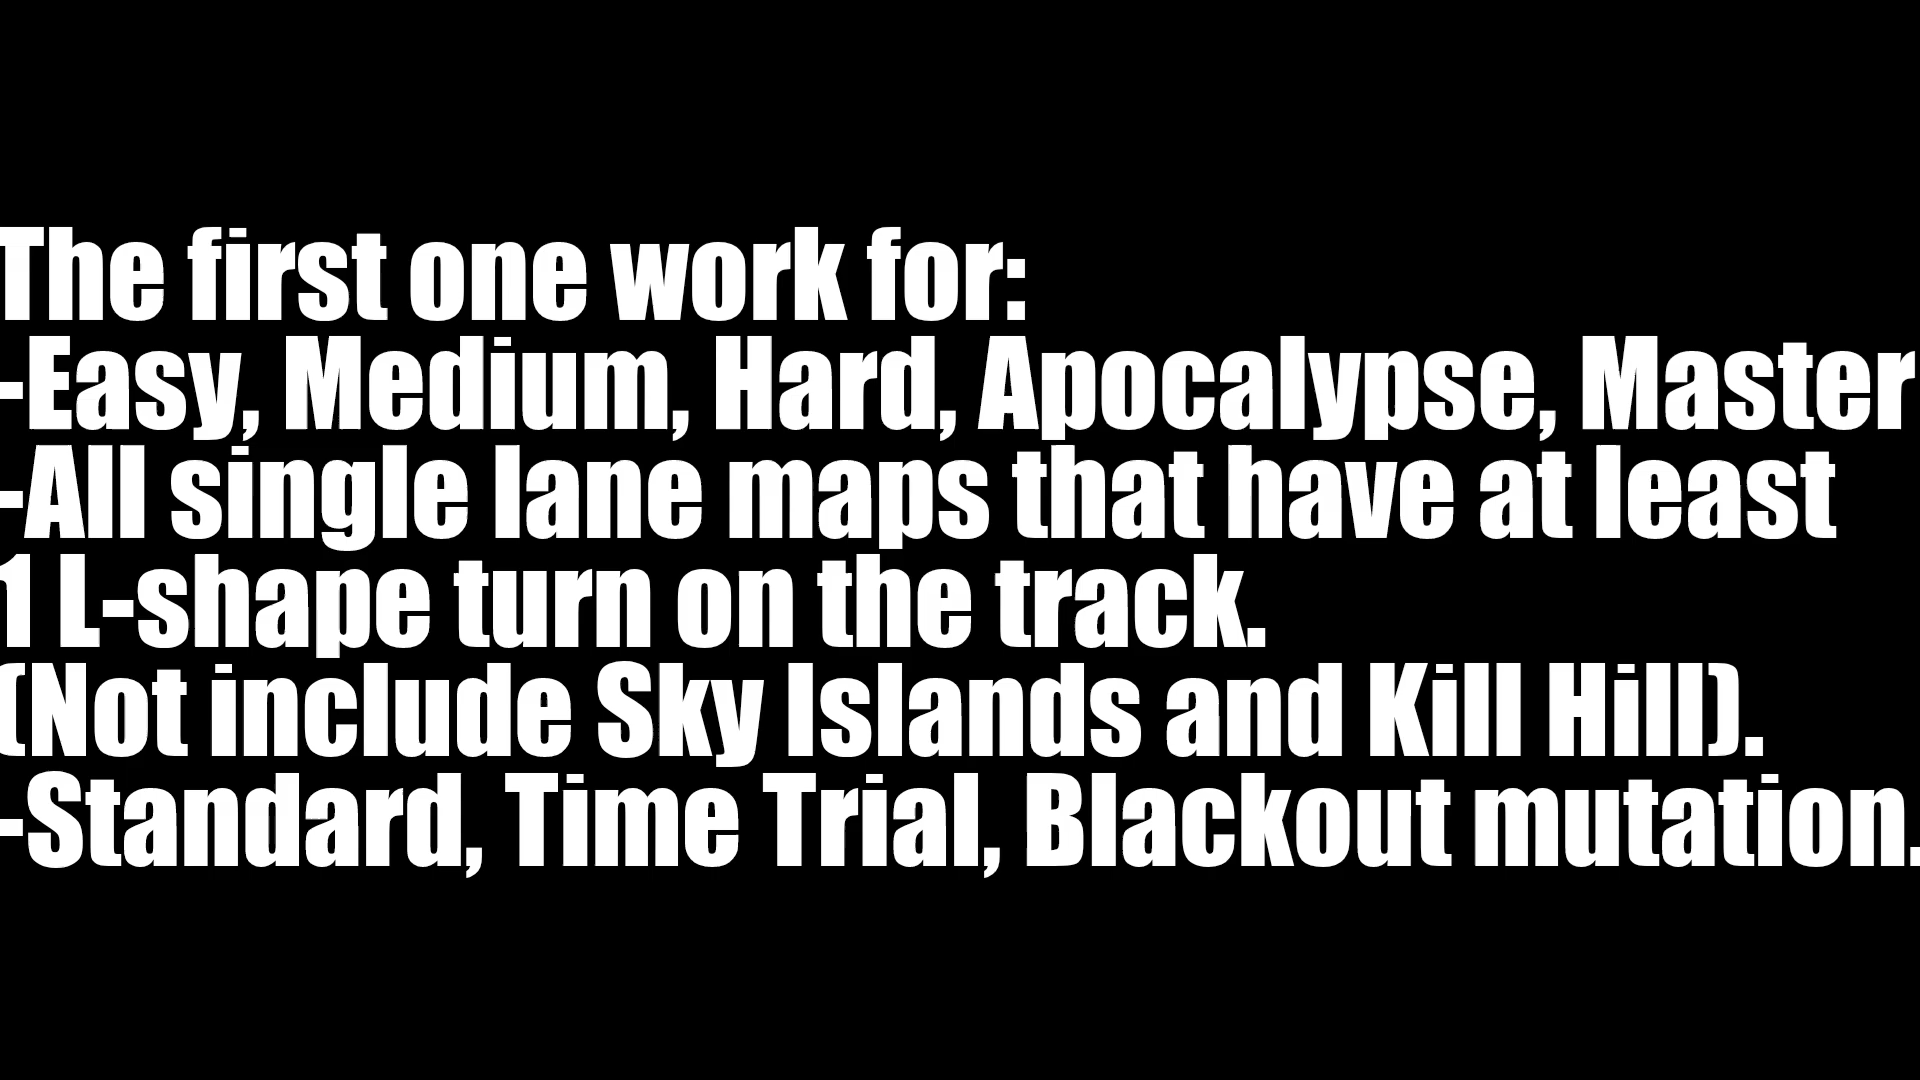 The first one work for:
-Easy, Medium, Hard, Apocalypse, Master
-All single lane maps that have at least
1 L-shape turn on the track.
(Not include Sky Islands and Kill Hill).
-Standard, Time Trial, Blackout mutation.